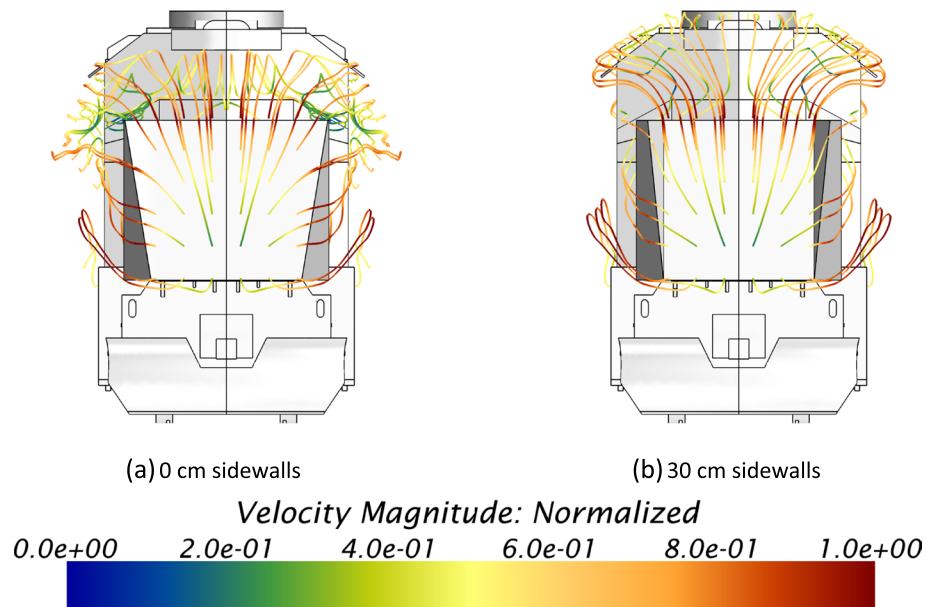 (a) 0 cm sidewalls
(b) 30 cm sidewalls
Velocity Magnitude: Normalized
0.0e+00 2.0e-01 4.0e-01 6.0e-01 8.0e-01 1.0e+00